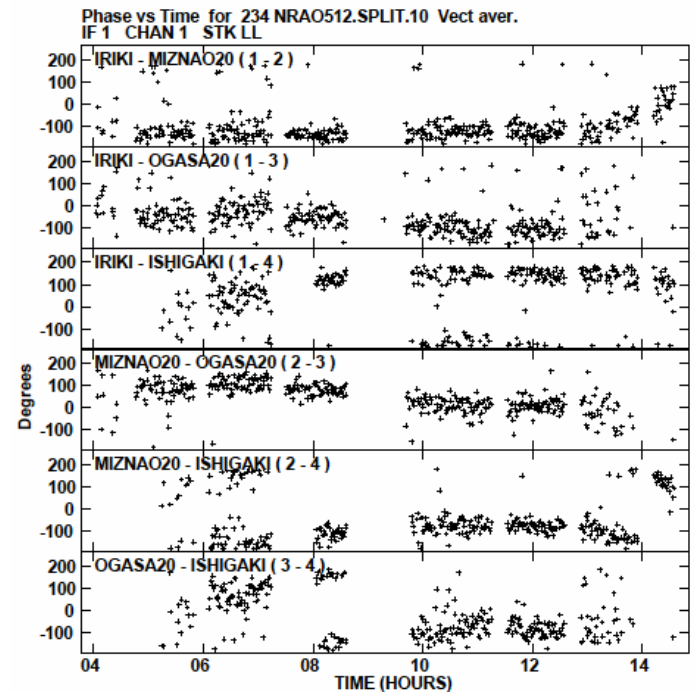 Phase vs Time for 234 NRAO512.SPLIT.10 Vect aver.
IF 1 CHAN 1 STK LL
IRIKI - MIZNAO20 ( 1 - 2 )
200
100
0
-100
IRIKI - OGASA20 ( 1 - 3 )
200
100
0
-100
IRIKI - ISHIGAKI ( 1 - 4 )
200
100
0
-100
MIZNAO20 - OGASA20 ( 2 - 3 )
200
100
0
-100
MIZNAO20 - ISHIGAKI ( 2 - 4 )
200
100
0
-100
OGASA20 - ISHIGAKI ( 3 - 4 )
200
100
0
-100
Degrees
04 06 08 10 12 14
TIME (HOURS)